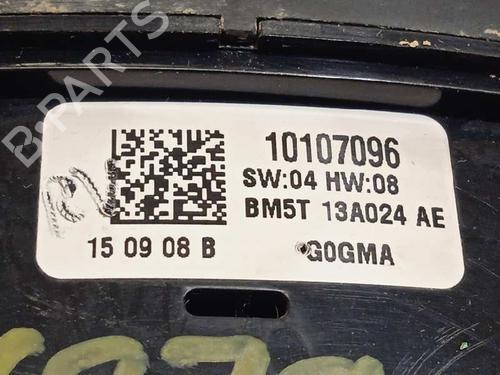 B-PARTS
10107096
SW:04 HW:08
BM5T 13A024 AE
15 09 08 B
G0GMA